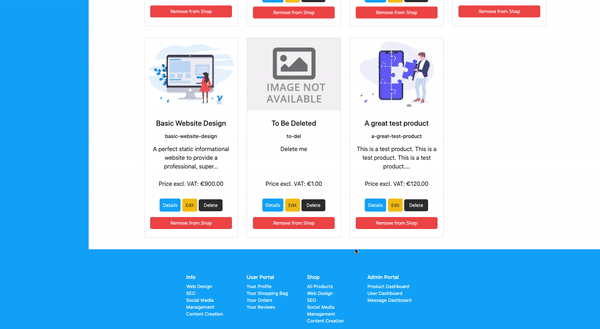 Remove from Shop
Remove from Shop
Remove from Shop
Remove from Shop
Basic Website Design
basic-website-design
A perfect static informational
website to provide a
professional, super...
Price excl. VAT: €900.00
Details
Edit
Delete
Remove from Shop
IMAGE NOT
AVAILABLE
To Be Deleted
to-del
Delete me
Price excl. VAT: €1.00
Details
Edit
Delete
Remove from Shop
A great test product
a-great-test-product
This is a test product. This is a
test product. This is a test
product....
Price excl. VAT: €120.00
Details
Edit
Delete
Remove from Shop
Info
Web Design
SEO
Social Media
Management
Content Creation
User Portal
Your Profile
Your Shopping Bag
Your Orders
Your Reviews
Shop
All Products
Web Design
SEO
Social Media
Management
Content Creation
Admin Portal
Product Dashboard
User Dashboard
Message Dashboard